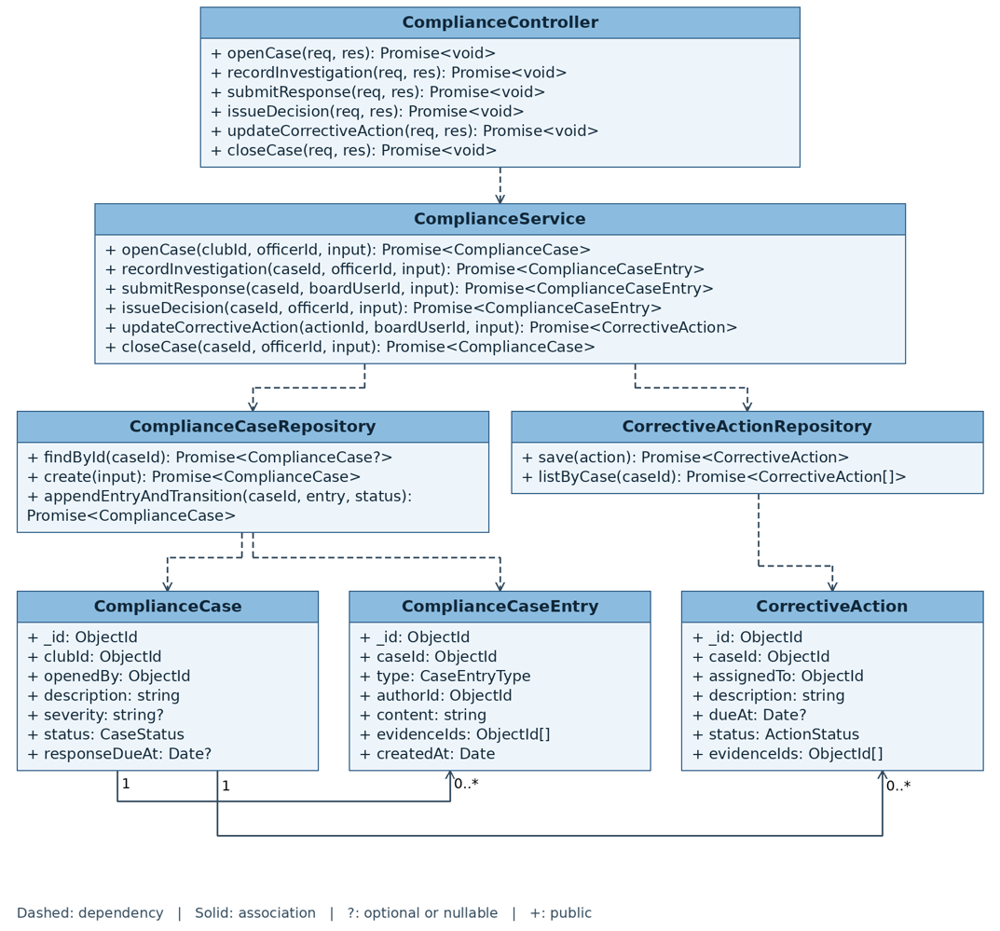 ComplianceController
+ openCase(req, res): Promise<void>
+ recordInvestigation(req, res): Promise<void>
+ submitResponse(req, res): Promise<void>
+ issueDecision(req, res): Promise<void>
+ updateCorrectiveAction(req, res): Promise<void>
+ closeCase(req, res): Promise<void>
ComplianceService
+ openCase(clubId, officerId, input): Promise<ComplianceCase>
+ recordInvestigation(caseId, officerId, input): Promise<ComplianceCaseEntry>
+ submitResponse(caseId, boardUserId, input): Promise<ComplianceCaseEntry>
+ issueDecision(caseId, officerId, input): Promise<ComplianceCaseEntry>
+ updateCorrectiveAction(actionId, boardUserId, input): Promise<CorrectiveAction>
+ closeCase(caseId, officerId, input): Promise<ComplianceCase>
ComplianceCaseRepository
+ findById(caseId): Promise<ComplianceCase?>
+ create(input): Promise<ComplianceCase>
+ appendEntryAndTransition(caseId, entry, status):
Promise<ComplianceCase>
CorrectiveActionRepository
+ save(action): Promise<CorrectiveAction>
+ listByCase(caseId): Promise<CorrectiveAction[]>
ComplianceCase
+ _id: ObjectId
+ clubId: ObjectId
+ openedBy: ObjectId
+ description: string
+ severity: string?
+ status: CaseStatus
+ responseDueAt: Date?
ComplianceCaseEntry
+ _id: ObjectId
+ caseId: ObjectId
+ type: CaseEntryType
+ authorId: ObjectId
+ content: string
+ evidenceIds: ObjectId[]
+ createdAt: Date
CorrectiveAction
+ _id: ObjectId
+ caseId: ObjectId
+ assignedTo: ObjectId
+ description: string
+ dueAt: Date?
+ status: ActionStatus
+ evidenceIds: ObjectId[]
1
0..*
1
0..*
Dashed: dependency | Solid: association | ?: optional or nullable | +: public